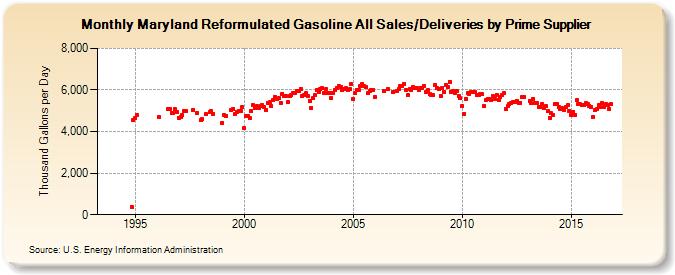 Monthly Maryland Reformulated Gasoline All Sales/Deliveries by Prime Supplier
Thousand Gallons per Day
8,000
6,000
4,000
2,000
0
1995 2000 2005 2010 2015
Source: U.S. Energy Information Administration